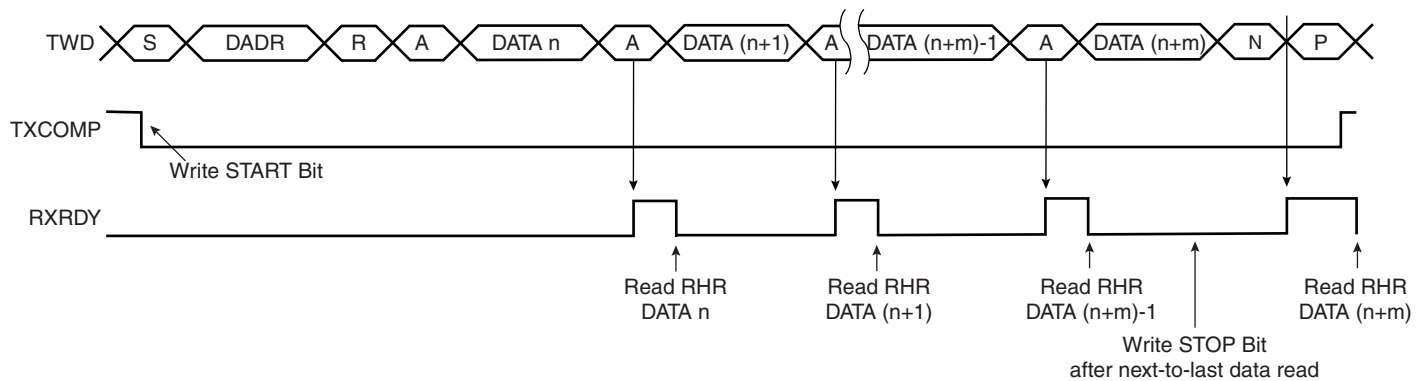 TWD S DADR R A DATA n A DATA (n+1) A DATA (n+m)-1 A DATA (n+m) N P
TXCOMP
Write START Bit
RXRDY
Read RHR
DATA n
Read RHR
DATA (n+1)
Read RHR
DATA (n+m)-1
Read RHR
DATA (n+m)
Write STOP Bit
after next-to-last data read